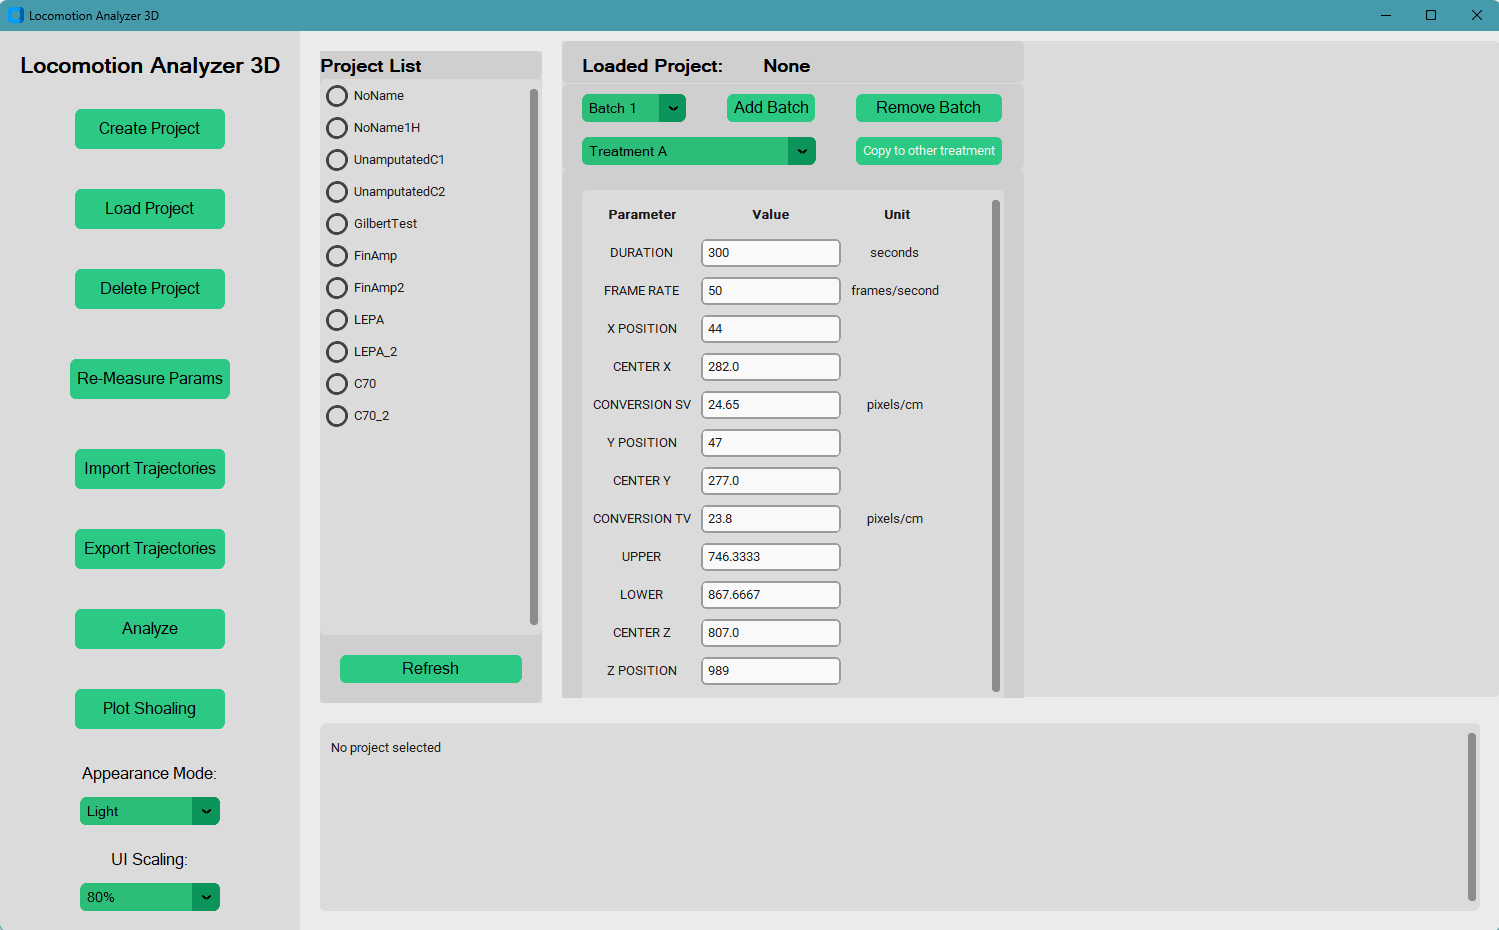 Locomotion Analyzer 3D
Locomotion Analyzer 3D
Create Project
Load Project
Delete Project
Re-Measure Params
Import Trajectories
Export Trajectories
Analyze
Plot Shoaling
Appearance Mode:
Light
UI Scaling:
80%
Project List
NoName
NoName1H
UnamputatedC1
UnamputatedC2
GilbertTest
FinAmp
FinAmp2
LEPA
LEPA_2
C70
C70_2
Refresh
Loaded Project: None
Batch 1 Add Batch Remove Batch
Treatment A Copy to other treatment
Parameter Value Unit
DURATION 300 seconds
FRAME RATE 50 frames/second
X POSITION 44
CENTER X 282.0
CONVERSION SV 24.65 pixels/cm
Y POSITION 47
CENTER Y 277.0
CONVERSION TV 23.8 pixels/cm
UPPER 746.3333
LOWER 867.6667
CENTER Z 807.0
Z POSITION 989
No project selected